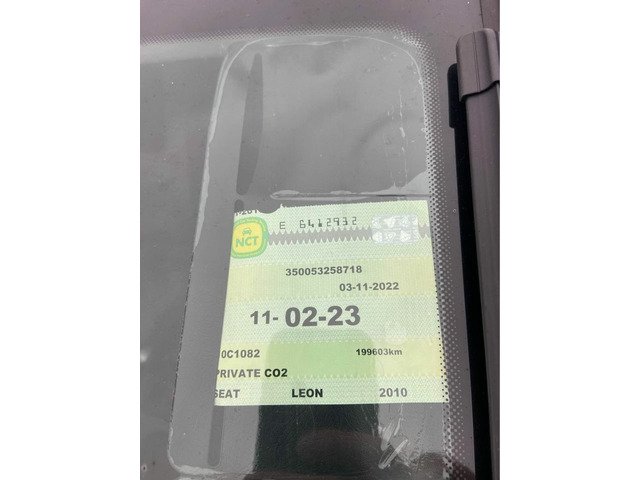 E 6412932
NCT
350053258718
03-11-2022
11- 02-23
0C1082
199603km
PRIVATE CO2
SEAT LEON 2010